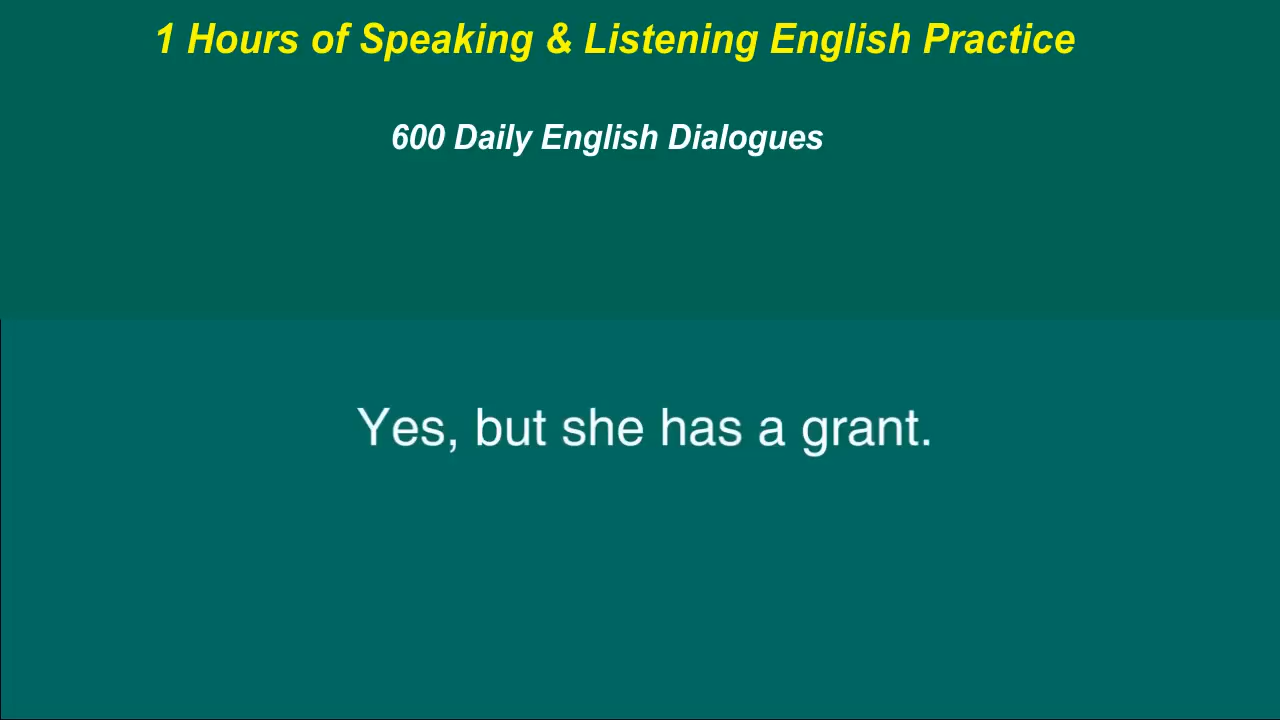 1 Hours of Speaking & Listening English Practice
600 Daily English Dialogues
Yes, but she has a grant.